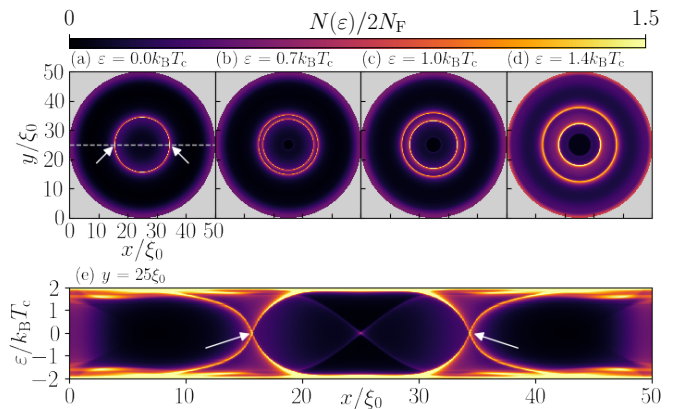 0 N(ε)/2N_F 1.5
(a) ε = 0.0k_BT_c (b) ε = 0.7k_BT_c (c) ε = 1.0k_BT_c (d) ε = 1.4k_BT_c
50
40
30
20
10
0
y/ξ_0
0 10 20 30 40 50
x/ξ_0
(e) y = 25ξ_0
2
1
0
−1
−2
ε/k_BT_c
0 10 20 30 40 50
x/ξ_0